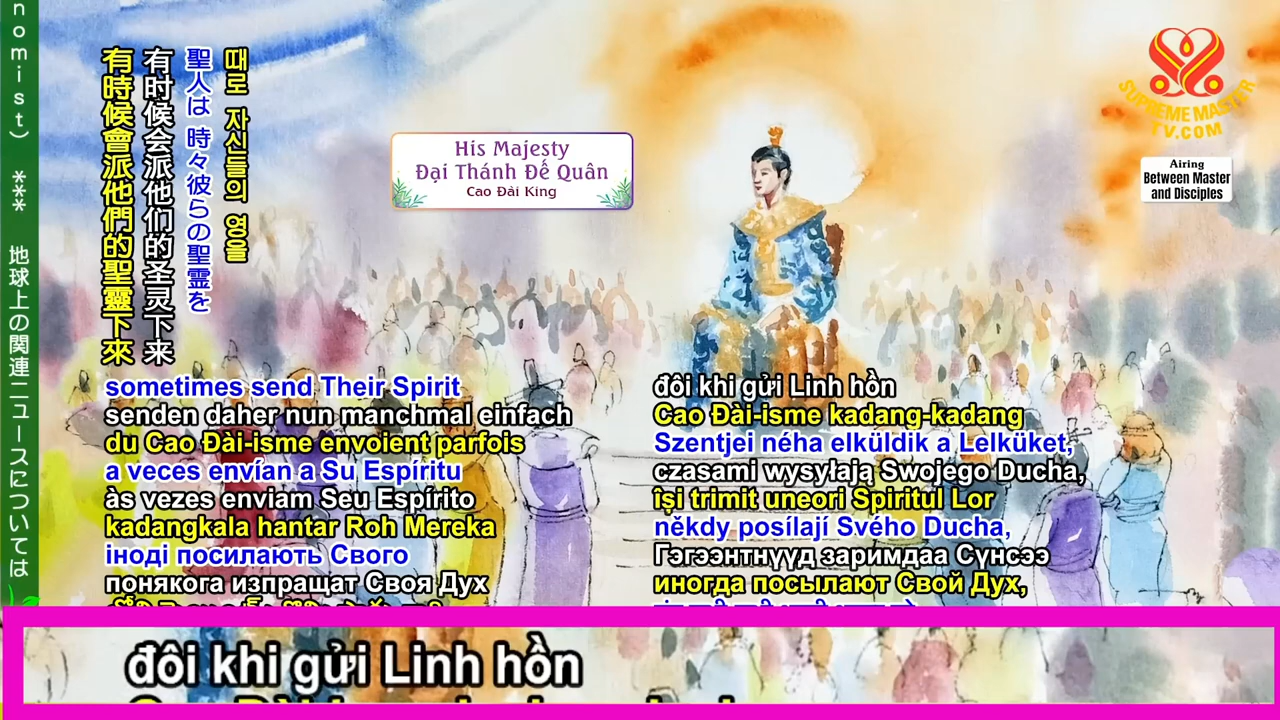 nomist) *** 地球上の関連ニュースについては
有時候會派他們的聖靈下來
有时候会派他们的圣灵下来
聖人は 時々彼らの聖霊を
때로 자신들의 영을
His Majesty
Đại Thánh Đế Quân
Cao Đài King
SUPREME MASTER
TV.COM
Airing
Between Master
and Disciples
sometimes send Their Spirit
senden daher nun manchmal einfach
du Cao Đài-isme envoient parfois
a veces envían a Su Espíritu
às vezes enviam Seu Espírito
kadangkala hantar Roh Mereka
іноді посилають Свого
понякога изпращат Своя Дух
đôi khi gửi Linh hồn
Cao Đài-isme kadang-kadang
Szentjei néha elküldik a Lelküket,
czasami wysyłają Swojego Ducha,
își trimit uneori Spiritul Lor
někdy posílají Svého Ducha,
Гэгээнтнүүд заримдаа Сүнсээ
иногда посылают Свой Дух,
đôi khi gửi Linh hồn